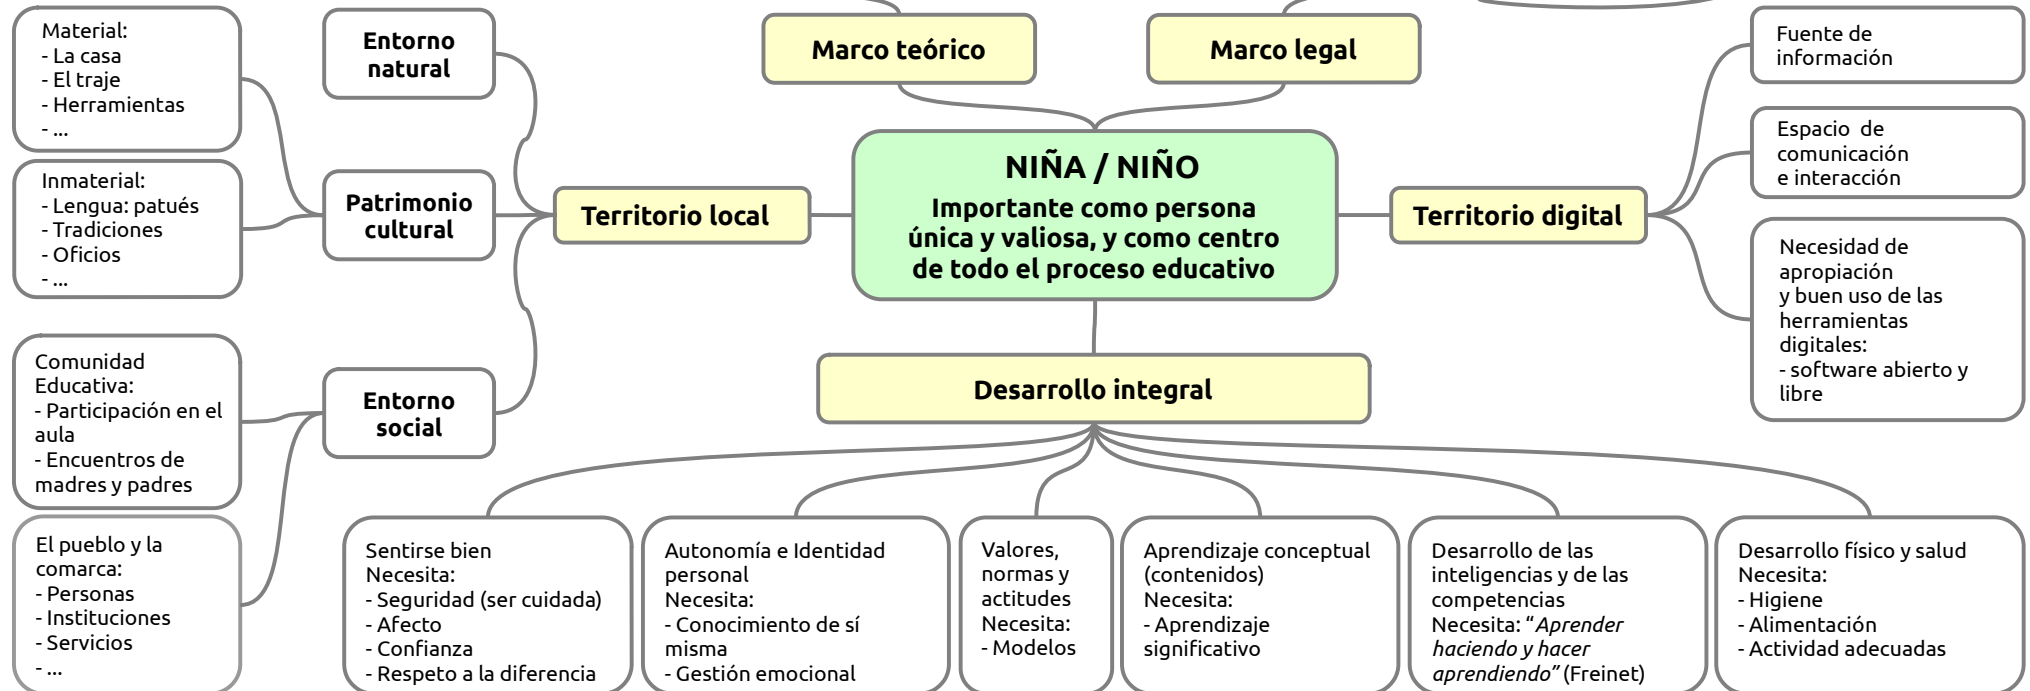 Material:
- La casa
- El traje
- Herramientas
- ...
Inmaterial:
- Lengua: patués
- Tradiciones
- Oficios
- ...
Comunidad
Educativa:
- Participación en el
aula
- Encuentros de
madres y padres
El pueblo y la
comarca:
- Personas
- Instituciones
- Servicios
- ...
Entorno
natural
Patrimonio
cultural
Entorno
social
Territorio local
Marco teórico
Marco legal
NIÑA / NIÑO
Importante como persona
única y valiosa, y como centro
de todo el proceso educativo
Territorio digital
Fuente de
información
Espacio de
comunicación
e interacción
Necesidad de
apropiación
y buen uso de las
herramientas
digitales:
- software abierto y
libre
Desarrollo integral
Sentirse bien
Necesita:
- Seguridad (ser cuidada)
- Afecto
- Confianza
- Respeto a la diferencia
Autonomía e Identidad
personal
Necesita:
- Conocimiento de sí
misma
- Gestión emocional
Valores,
normas y
actitudes
Necesita:
- Modelos
Aprendizaje conceptual
(contenidos)
Necesita:
- Aprendizaje
significativo
Desarrollo de las
inteligencias y de las
competencias
Necesita: “Aprender
haciendo y hacer
aprendiendo” (Freinet)
Desarrollo físico y salud
Necesita:
- Higiene
- Alimentación
- Actividad adecuadas